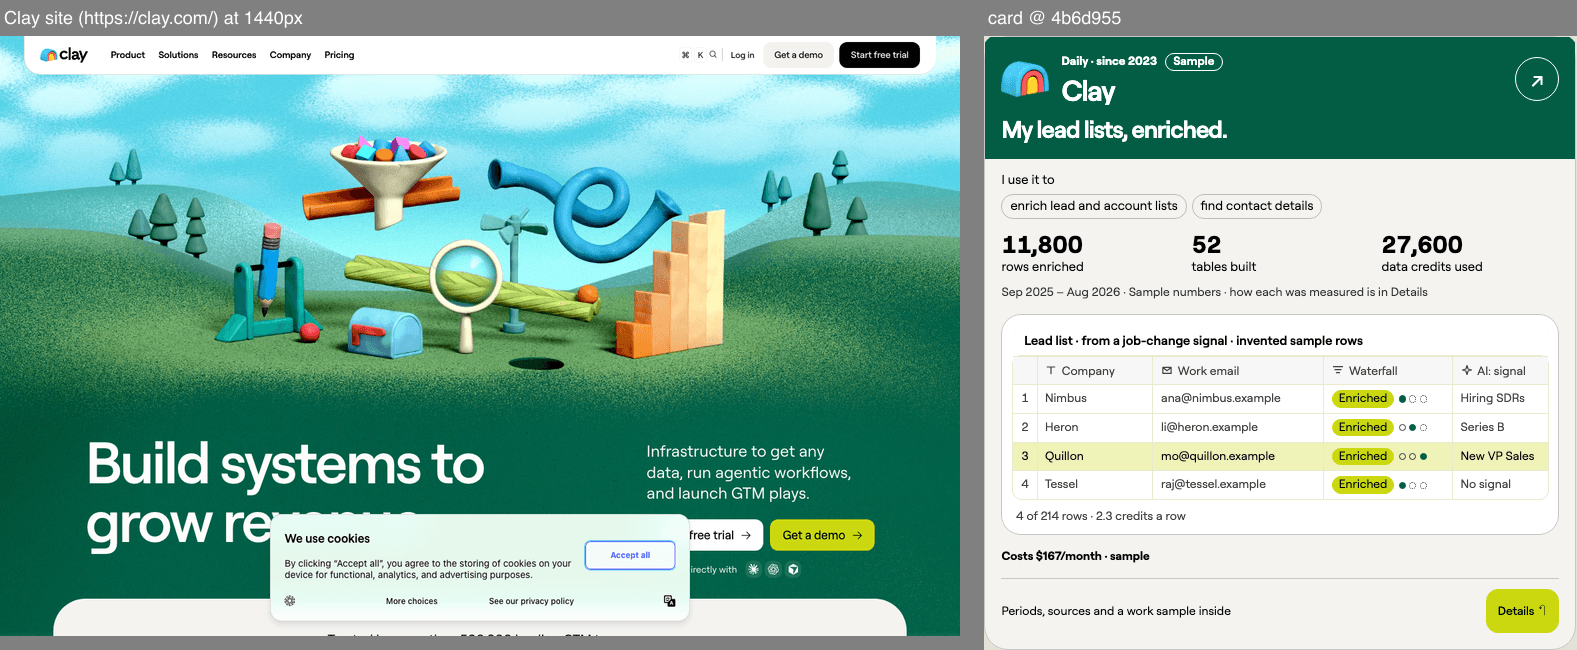 Clay site (https://clay.com/) at 1440px
clay
Product Solutions Resources Company Pricing
⌘ K Log in Get a demo Start free trial
Build systems to
grow revenue
Infrastructure to get any
data, run agentic workflows,
and launch GTM plays.
free trial → Get a demo →
irectly with
We use cookies
By clicking “Accept all”, you agree to the storing of cookies on your
device for functional, analytics, and advertising purposes.
Accept all
More choices See our privacy policy
card @ 4b6d955
Daily · since 2023 Sample
Clay
My lead lists, enriched.
I use it to
enrich lead and account lists find contact details
11,800 52 27,600
rows enriched tables built data credits used
Sep 2025 – Aug 2026 · Sample numbers · how each was measured is in Details
Lead list · from a job-change signal · invented sample rows
Company Work email Waterfall AI: signal
1 Nimbus ana@nimbus.example Enriched Hiring SDRs
2 Heron li@heron.example Enriched Series B
3 Quillon mo@quillon.example Enriched New VP Sales
4 Tessel raj@tessel.example Enriched No signal
4 of 214 rows · 2.3 credits a row
Costs $167/month · sample
Periods, sources and a work sample inside
Details